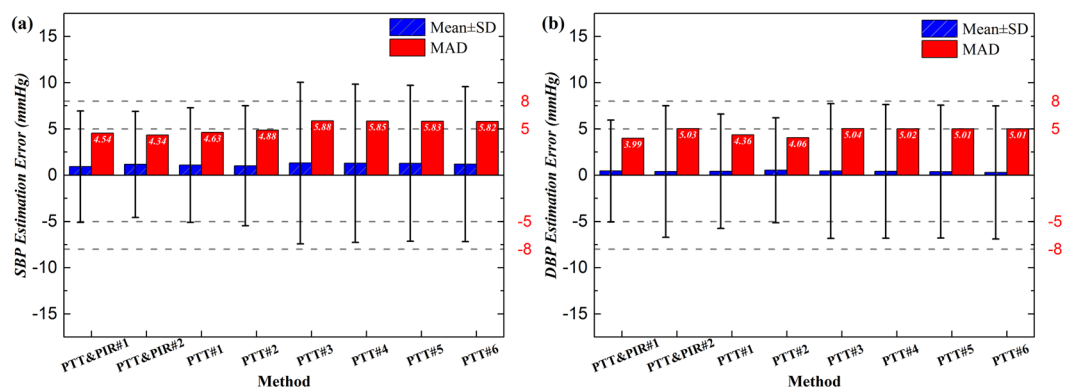 (a)
Mean±SD
MAD
SBP Estimation Error (mmHg)
15
10
5
0
-5
-10
-15
8
5
-5
-8
4.54
4.34
4.63
4.88
5.88
5.85
5.83
5.82
PTT&PIR#1
PTT&PIR#2
PTT#1
PTT#2
PTT#3
PTT#4
PTT#5
PTT#6
Method
(b)
Mean±SD
MAD
DBP Estimation Error (mmHg)
15
10
5
0
-5
-10
-15
8
5
-5
-8
3.99
5.03
4.36
4.06
5.04
5.02
5.01
5.01
PTT&PIR#1
PTT&PIR#2
PTT#1
PTT#2
PTT#3
PTT#4
PTT#5
PTT#6
Method